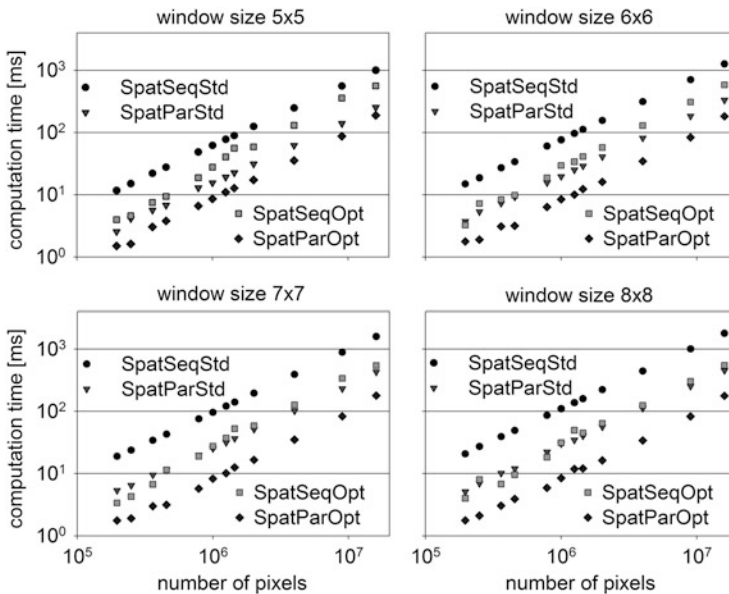 window size 5x5
window size 6x6
computation time [ms]
10³
10²
10¹
10⁰
SpatSeqStd
SpatParStd
SpatSeqOpt
SpatParOpt
SpatSeqStd
SpatParStd
SpatSeqOpt
SpatParOpt
window size 7x7
window size 8x8
computation time [ms]
10³
10²
10¹
10⁰
SpatSeqStd
SpatParStd
SpatSeqOpt
SpatParOpt
SpatSeqStd
SpatParStd
SpatSeqOpt
SpatParOpt
10⁵
10⁶
10⁷
10⁵
10⁶
10⁷
number of pixels
number of pixels